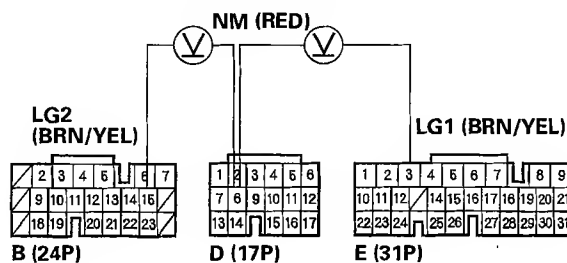 NM (RED)
V V
LG2
(BRN/YEL)
LG1 (BRN/YEL)
2 3 4 5 6 7
9 10 11 12 13 14 15
18 19 20 21 22 23
1 2 3 4 5 6
7 8 9 10 11 12
13 14 15 16 17
1 2 3 4 5 6 7 8 9
10 11 12 14 15 16 17 18 19 20 21
22 23 24 25 26 27 28 29 30 31
B (24P)
D (17P)
E (31P)